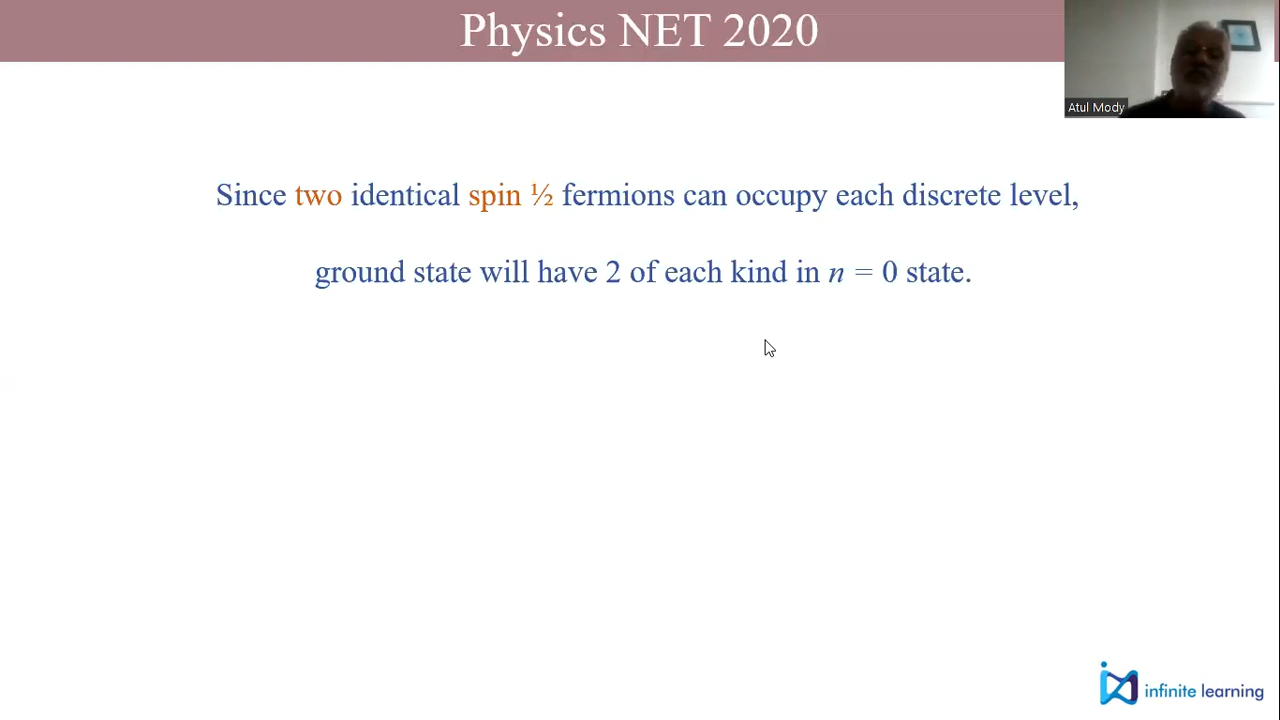 Physics NET 2020
Atul Mody
Since two identical spin ½ fermions can occupy each discrete level,
ground state will have 2 of each kind in n = 0 state.
infinite learning